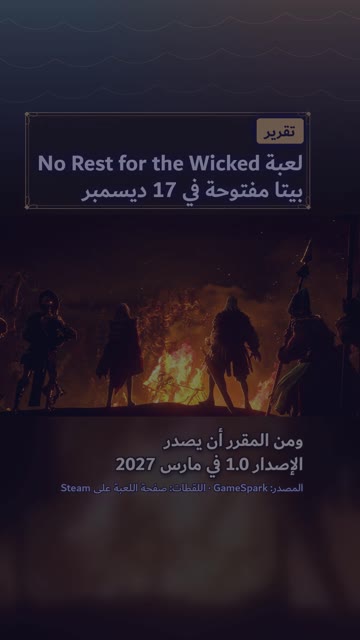 تقرير
لعبة No Rest for the Wicked
بيتا مفتوحة في 17 ديسمبر
ومن المقرر أن يصدر
الإصدار 1.0 في مارس 2027
المصدر: GameSpark · اللقطات: صفحة اللعبة على Steam